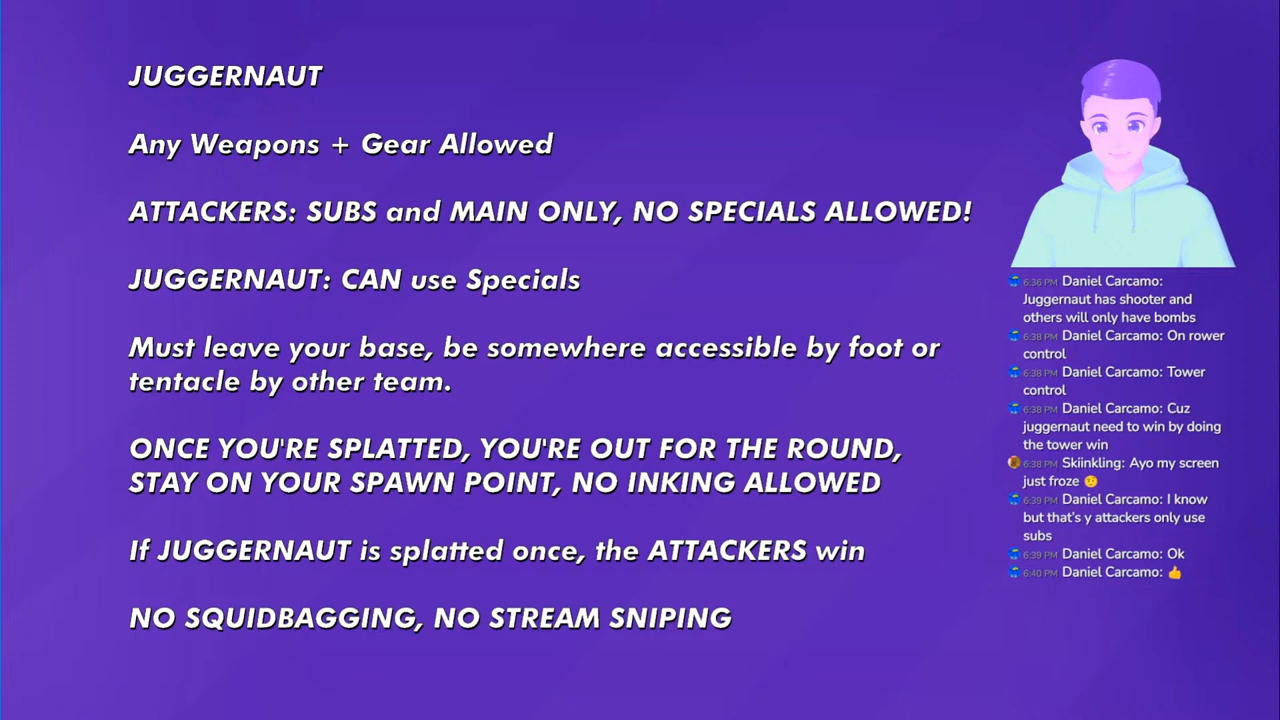 JUGGERNAUT
Any Weapons + Gear Allowed
ATTACKERS: SUBS and MAIN ONLY, NO SPECIALS ALLOWED!
JUGGERNAUT: CAN use Specials
Must leave your base, be somewhere accessible by foot or
tentacle by other team.
ONCE YOU'RE SPLATTED, YOU'RE OUT FOR THE ROUND,
STAY ON YOUR SPAWN POINT, NO INKING ALLOWED
If JUGGERNAUT is splatted once, the ATTACKERS win
NO SQUIDBAGGING, NO STREAM SNIPING
6:36 PM Daniel Carcamo:
Juggernaut has shooter and
others will only have bombs
6:38 PM Daniel Carcamo: On rower
control
6:38 PM Daniel Carcamo: Tower
control
6:38 PM Daniel Carcamo: Cuz
juggernaut need to win by doing
the tower win
6:38 PM Skiinkling: Ayo my screen
just froze 🤨
6:39 PM Daniel Carcamo: I know
but that's y attackers only use
subs
6:39 PM Daniel Carcamo: Ok
6:40 PM Daniel Carcamo: 👍